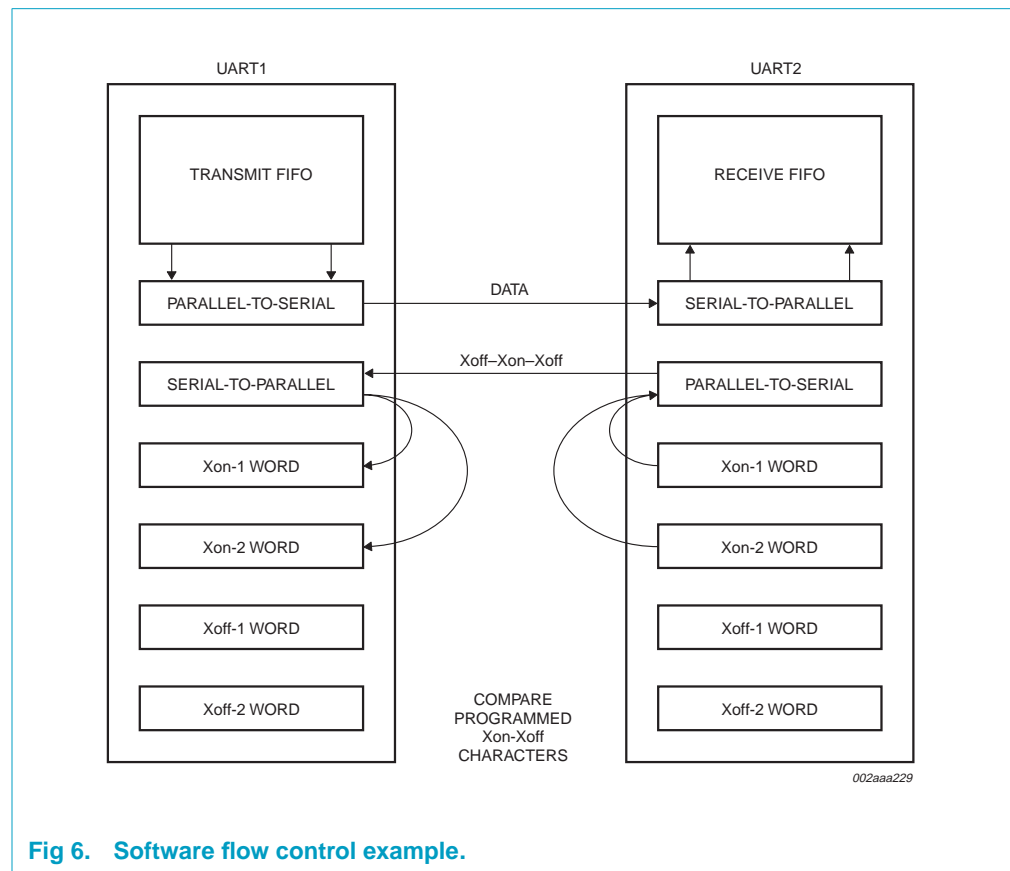 UART1
UART2
TRANSMIT FIFO
RECEIVE FIFO
PARALLEL-TO-SERIAL
DATA
SERIAL-TO-PARALLEL
Xoff–Xon–Xoff
SERIAL-TO-PARALLEL
PARALLEL-TO-SERIAL
Xon-1 WORD
Xon-1 WORD
Xon-2 WORD
Xon-2 WORD
Xoff-1 WORD
Xoff-1 WORD
Xoff-2 WORD
Xoff-2 WORD
COMPARE
PROGRAMMED
Xon-Xoff
CHARACTERS
002aaa229
Fig 6. Software flow control example.